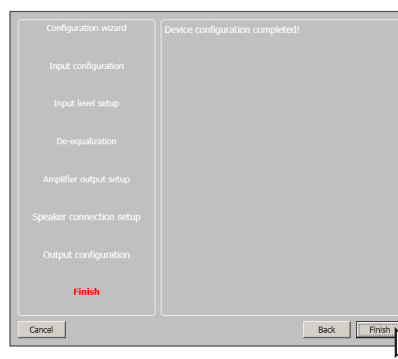 Configuration wizard
Device configuration completed!
Input configuration
Input level setup
De-equalization
Amplifier output setup
Speaker connection setup
Output configuration
Finish
Cancel
Back
Finish